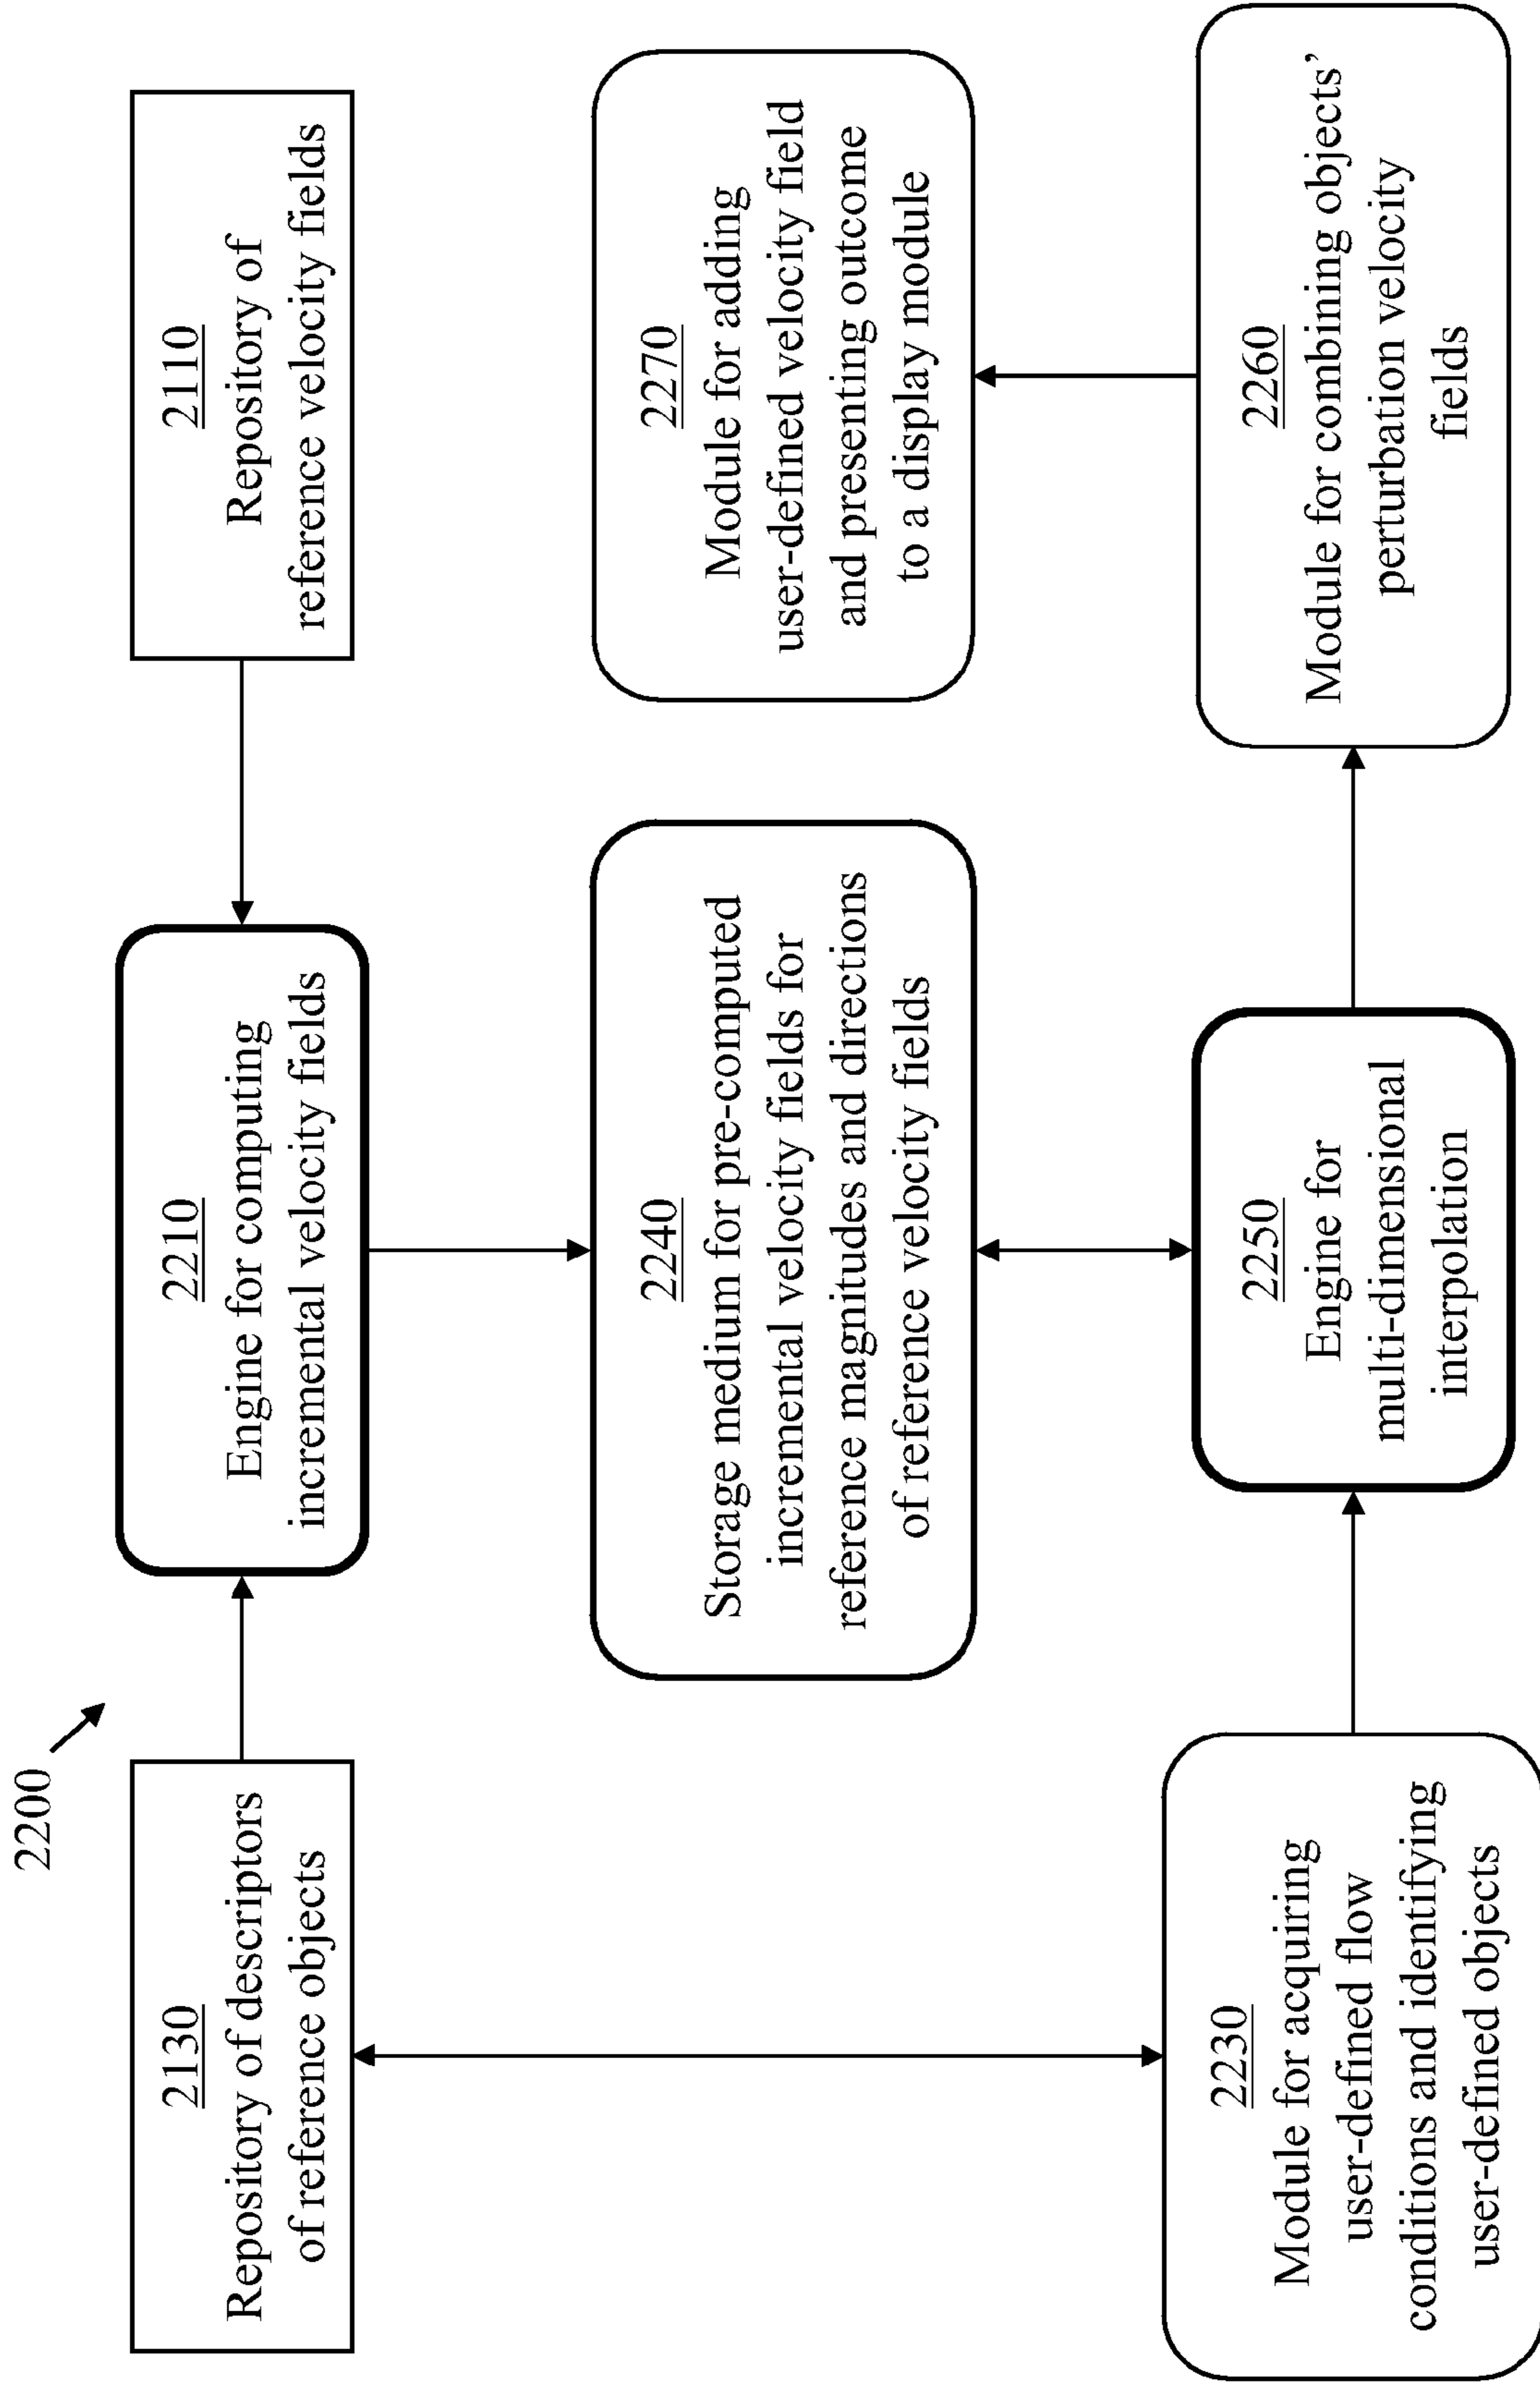 2200
2130
Repository of descriptors
of reference objects
2210
Engine for computing
incremental velocity fields
2110
Repository of
reference velocity fields
2240
Storage medium for pre-computed
incremental velocity fields for
reference magnitudes and directions
of reference velocity fields
2270
Module for adding
user-defined velocity field
and presenting outcome
to a display module
2230
Module for acquiring
user-defined flow
conditions and identifying
user-defined objects
2250
Engine for
multi-dimensional
interpolation
2260
Module for combining objects'
perturbation velocity
fields